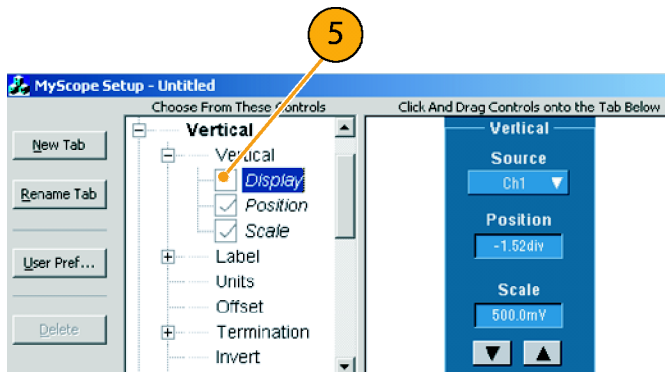 5
MyScope Setup - Untitled
Choose From These Controls
Click And Drag Controls onto the Tab Below
New Tab
Rename Tab
User Pref...
Delete
Vertical
Vertical
Display
Position
Scale
Label
Units
Offset
Termination
Invert
Vertical
Source
Ch1
Position
-1.52div
Scale
500.0mV